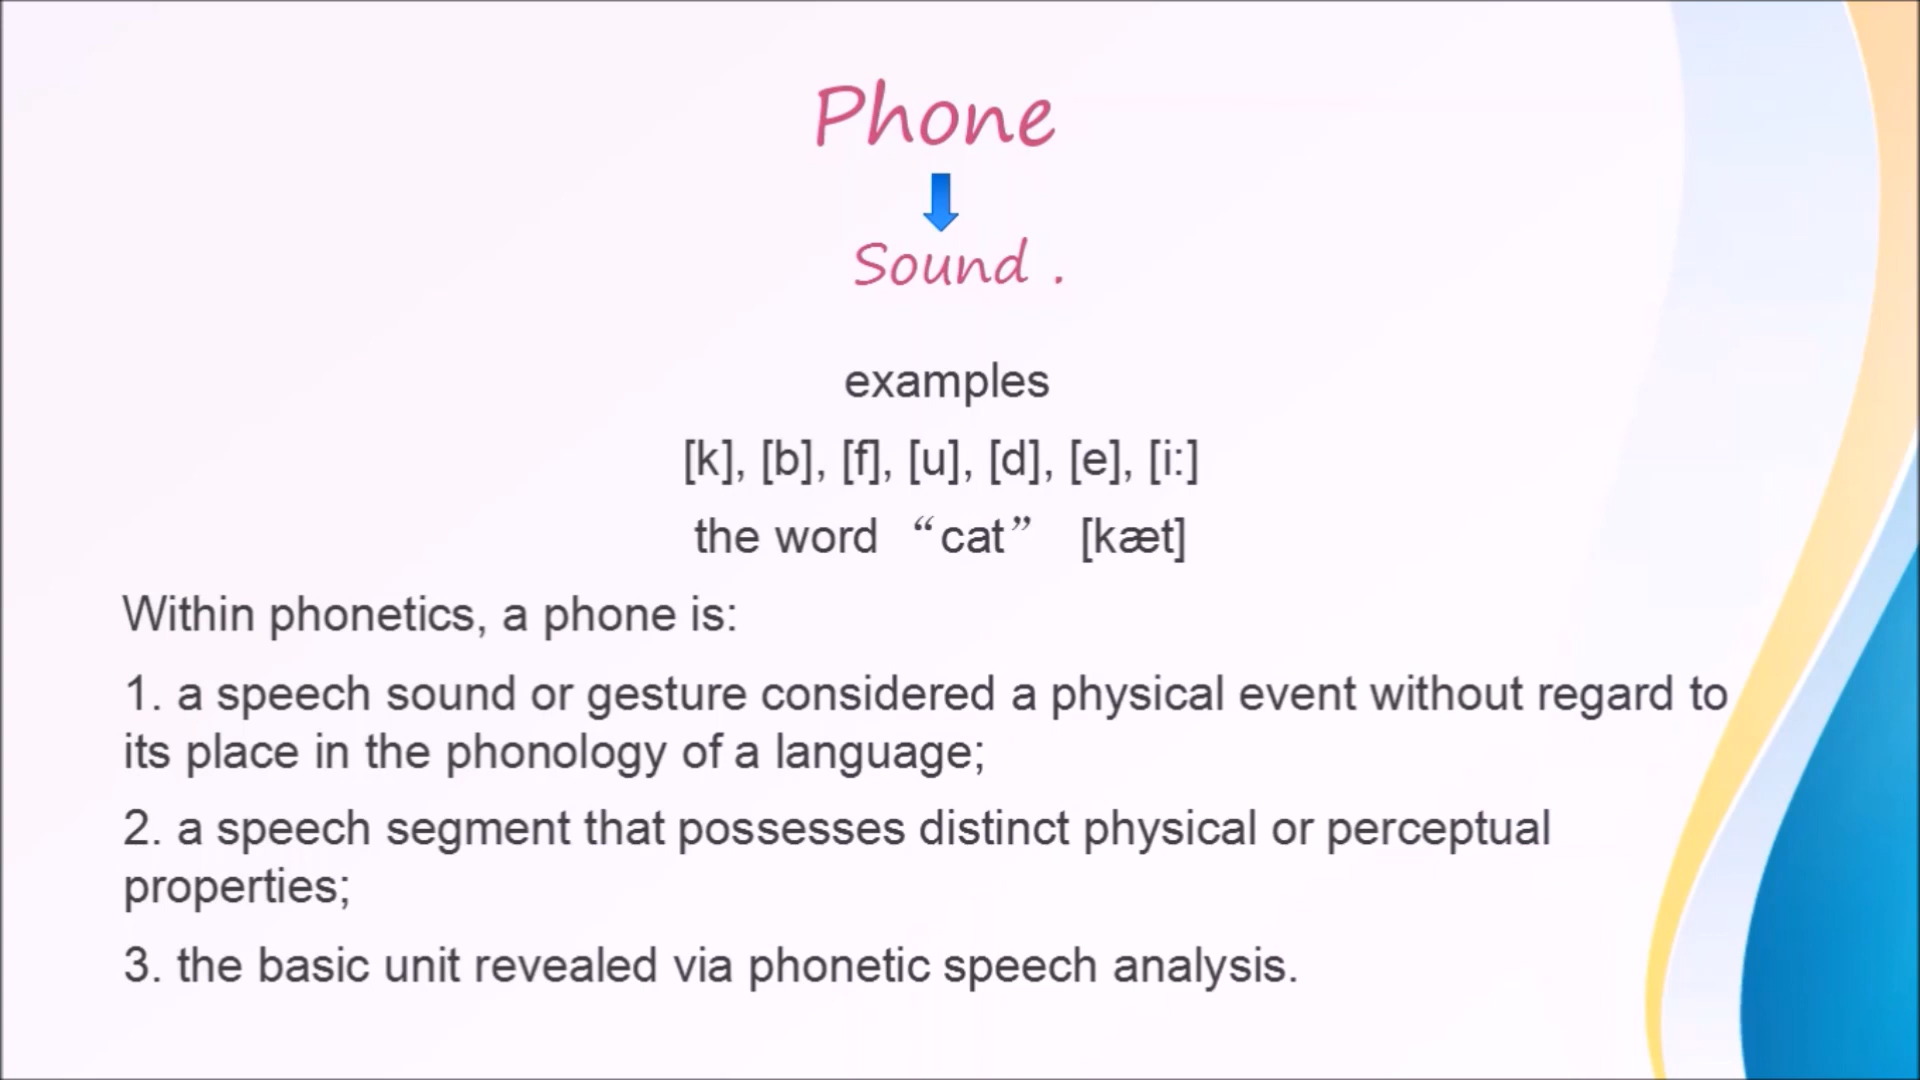 Phone
Sound .
examples
[k], [b], [f], [u], [d], [e], [i:]
the word “cat” [kæt]
Within phonetics, a phone is:
1. a speech sound or gesture considered a physical event without regard to
its place in the phonology of a language;
2. a speech segment that possesses distinct physical or perceptual
properties;
3. the basic unit revealed via phonetic speech analysis.